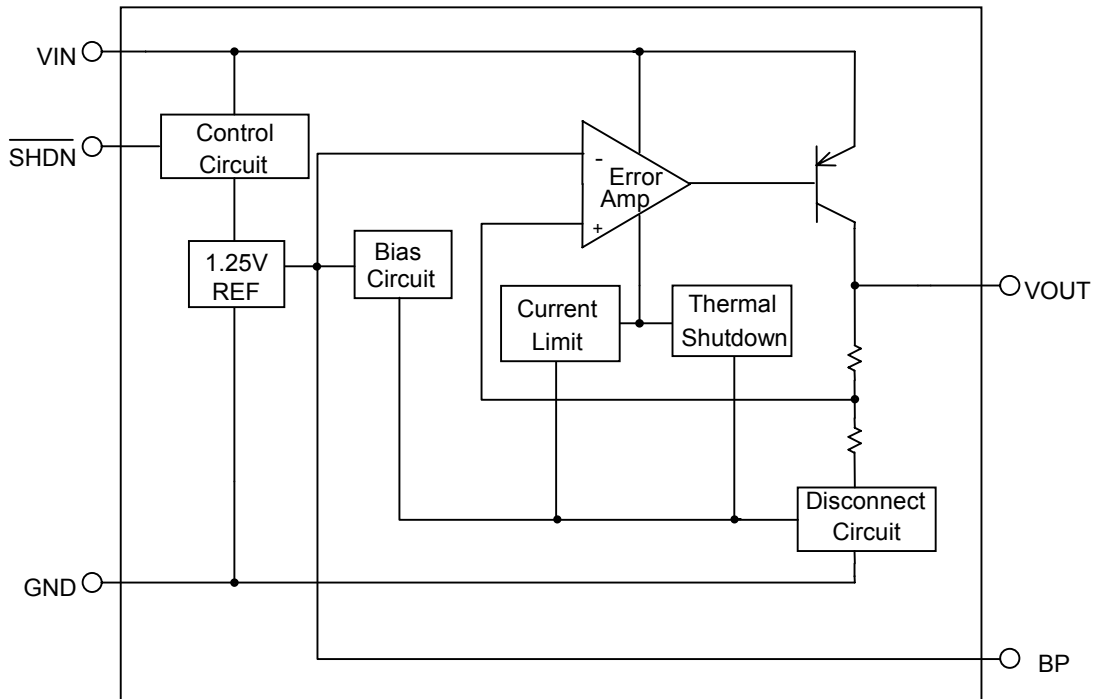 VIN
SHDN
Control
Circuit
1.25V
REF
Bias
Circuit
-
Error
Amp
+
Current
Limit
Thermal
Shutdown
VOUT
Disconnect
Circuit
GND
BP